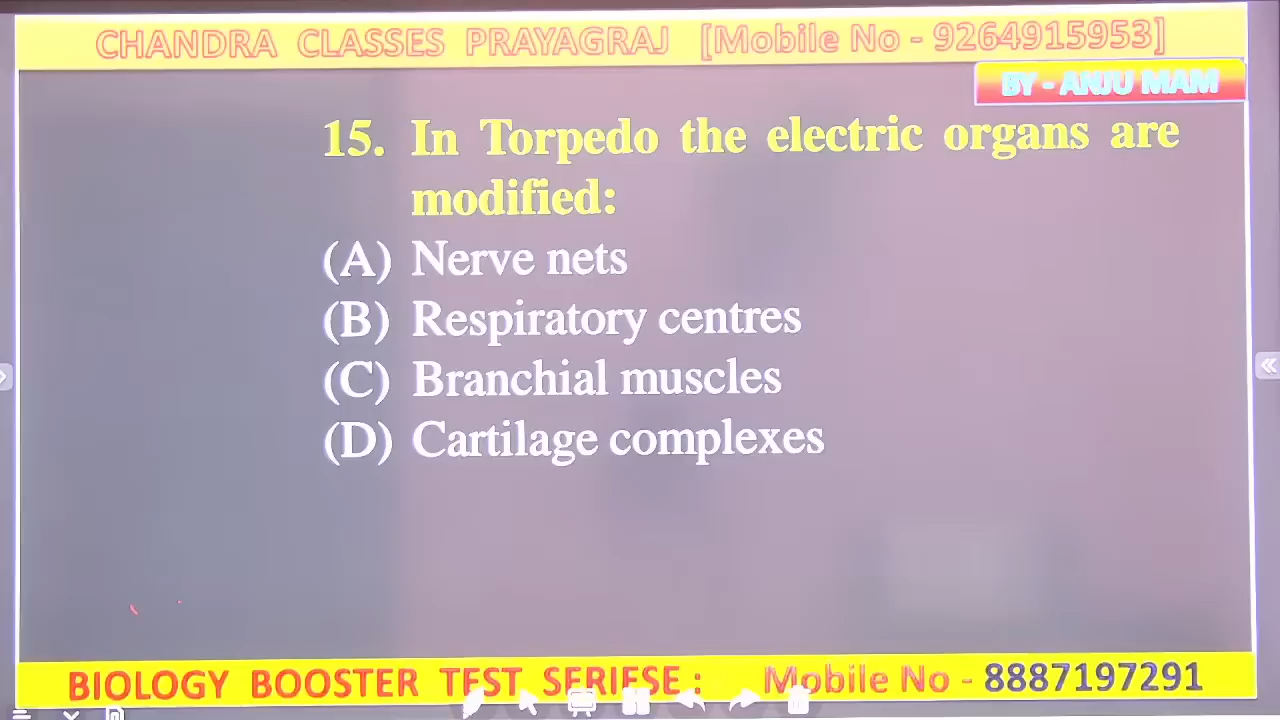 CHANDRA CLASSES PRAYAGRAJ [Mobile No - 9264915953]
BY - ANJU MAM
15. In Torpedo the electric organs are
modified:
(A) Nerve nets
(B) Respiratory centres
(C) Branchial muscles
(D) Cartilage complexes
BIOLOGY BOOSTER TEST SERIESE : Mobile No - 8887197291